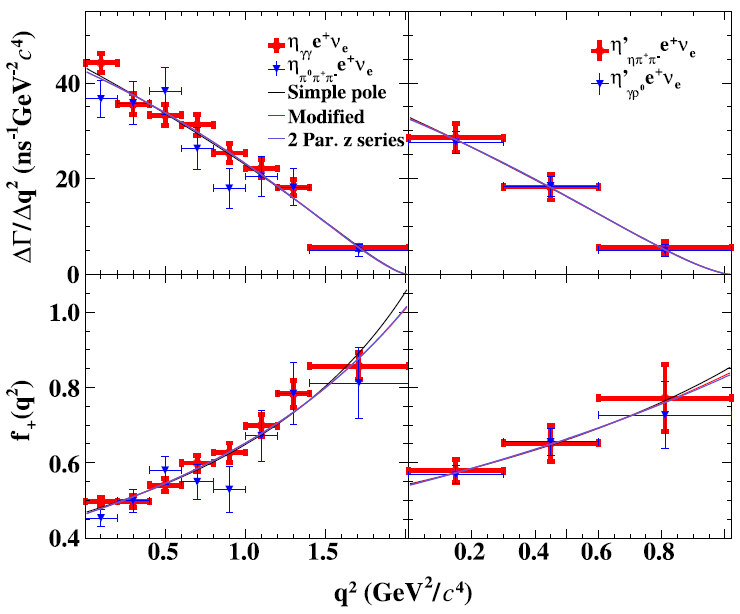 ΔΓ/Δq² (ns⁻¹GeV⁻²c⁴)
40
20
0
η_γγ e⁺ν_e
η_π⁰π⁺π⁻ e⁺ν_e
Simple pole
Modified
2 Par. z series
η'_ηπ⁺π⁻ e⁺ν_e
η'_γρ⁰ e⁺ν_e
f₊(q²)
1.0
0.8
0.6
0.4
0.5 1.0 1.5
0.2 0.4 0.6 0.8
q² (GeV²/c⁴)